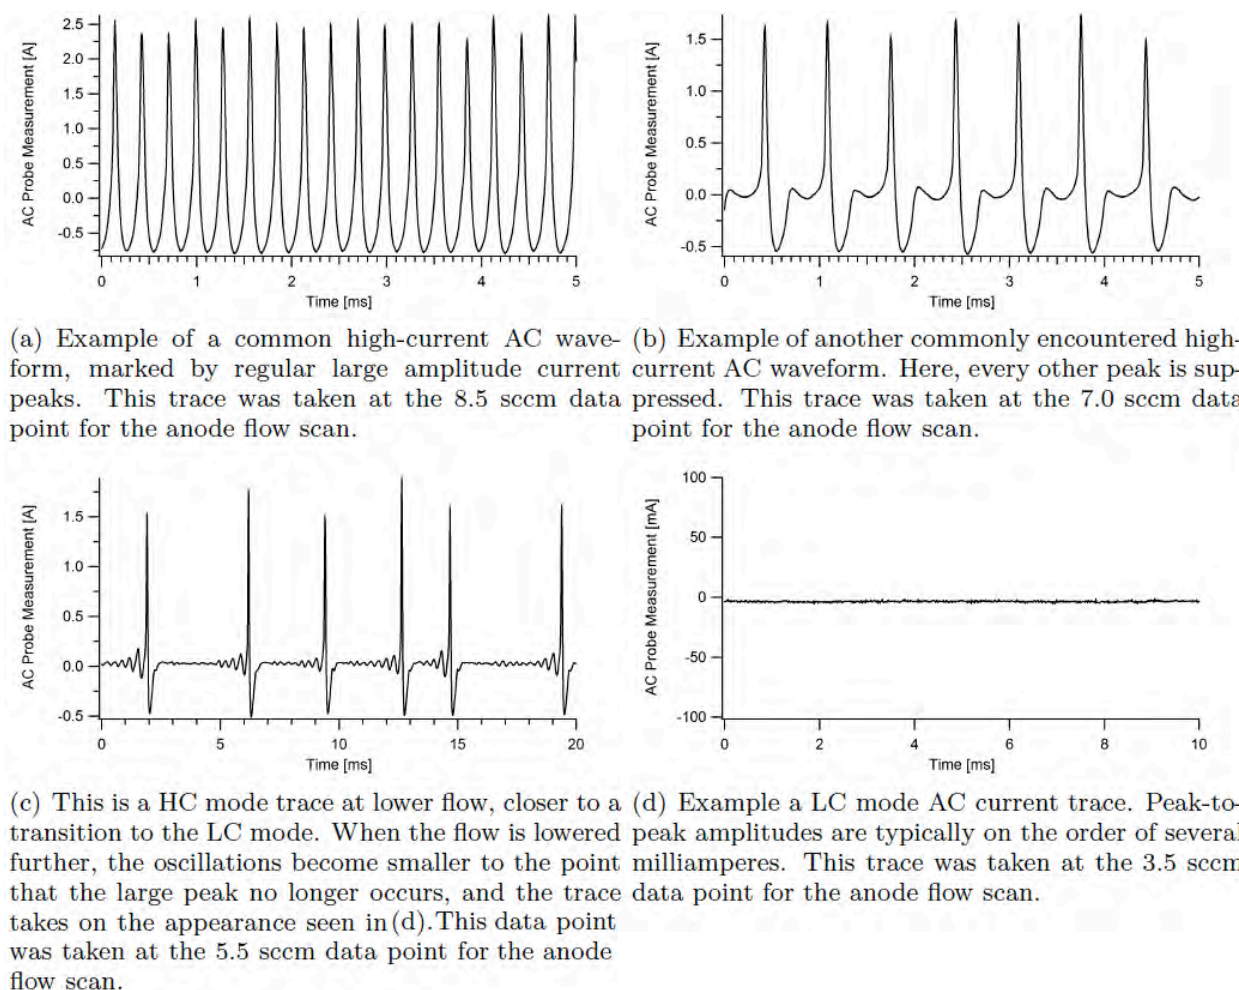 2.5
2.0
1.5
1.0
0.5
0.0
-0.5
AC Probe Measurement [A]
1
2
3
4
5
Time [ms]
1.5
1.0
0.5
0.0
-0.5
AC Probe Measurement [A]
0
1
2
3
4
5
Time [ms]
(a) Example of a common high-current AC wave-
form, marked by regular large amplitude current
peaks. This trace was taken at the 8.5 sccm data
point for the anode flow scan.
(b) Example of another commonly encountered high-
current AC waveform. Here, every other peak is sup-
pressed. This trace was taken at the 7.0 sccm data
point for the anode flow scan.
1.5
1.0
0.5
0.0
-0.5
AC Probe Measurement [A]
0
5
10
15
20
Time [ms]
100
50
0
-50
-100
AC Probe Measurement [mA]
0
2
4
6
8
10
Time [ms]
(c) This is a HC mode trace at lower flow, closer to a
transition to the LC mode. When the flow is lowered
further, the oscillations become smaller to the point
that the large peak no longer occurs, and the trace
takes on the appearance seen in (d). This data point
was taken at the 5.5 sccm data point for the anode
flow scan.
(d) Example a LC mode AC current trace. Peak-to-
peak amplitudes are typically on the order of several
milliamperes. This trace was taken at the 3.5 sccm
data point for the anode flow scan.